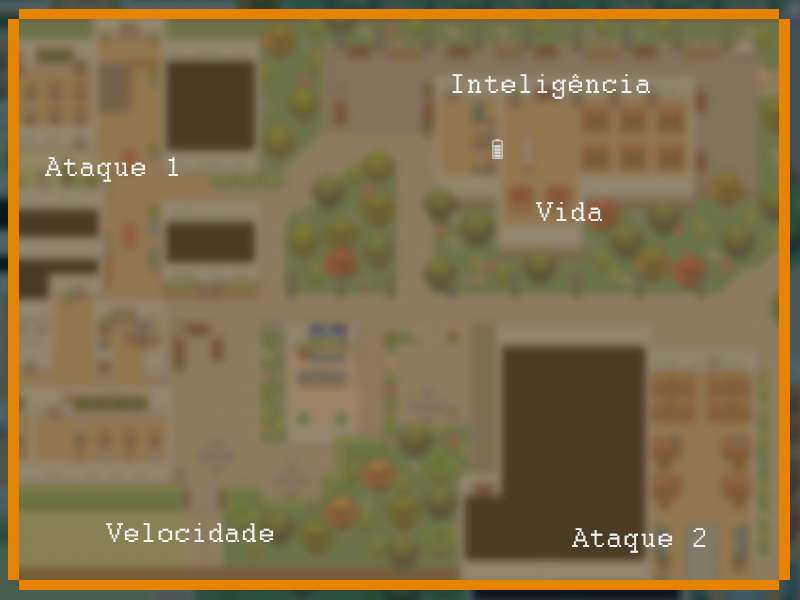 Inteligência
Ataque 1
Vida
Velocidade
Ataque 2